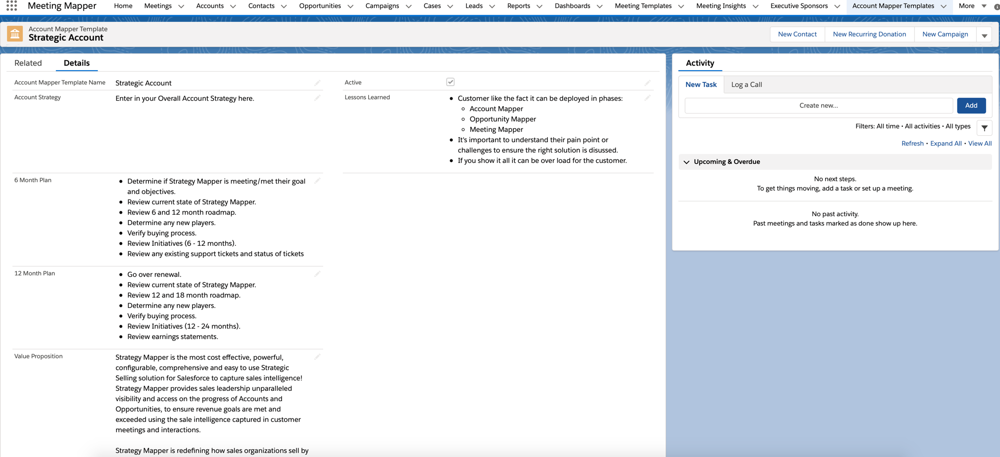 Meeting Mapper
Home
Meetings
Accounts
Contacts
Opportunities
Campaigns
Cases
Leads
Reports
Dashboards
Meeting Templates
Meeting Insights
Executive Sponsors
Account Mapper Templates
More
Account Mapper Template
Strategic Account
New Contact
New Recurring Donation
New Campaign
Related
Details
Account Mapper Template Name
Strategic Account
Active
Account Strategy
Enter in your Overall Account Strategy here.
Lessons Learned
• Customer like the fact it can be deployed in phases:
◦ Account Mapper
◦ Opportunity Mapper
◦ Meeting Mapper
• It's important to understand their pain point or
challenges to ensure the right solution is disussed.
• If you show it all it can be over load for the customer.
6 Month Plan
• Determine if Strategy Mapper is meeting/met their goal
and objectives.
• Review current state of Strategy Mapper.
• Review 6 and 12 month roadmap.
• Determine any new players.
• Verify buying process.
• Review Initiatives (6 - 12 months).
• Review any existing support tickets and status of tickets
12 Month Plan
• Go over renewal.
• Review current state of Strategy Mapper.
• Review 12 and 18 month roadmap.
• Determine any new players.
• Verify buying process.
• Review Initiatives (12 - 24 months).
• Review earnings statements.
Value Proposition
Strategy Mapper is the most cost effective, powerful,
configurable, comprehensive and easy to use Strategic
Selling solution for Salesforce to capture sales intelligence!
Strategy Mapper provides sales leadership unparalleled
visibility and access on the progress of Accounts and
Opportunities, to ensure revenue goals are met and
exceeded using the sale intelligence captured in customer
meetings and interactions.
Strategy Mapper is redefining how sales organizations sell by
Activity
New Task
Log a Call
Create new...
Add
Filters: All time • All activities • All types
Refresh • Expand All • View All
Upcoming & Overdue
No next steps.
To get things moving, add a task or set up a meeting.
No past activity.
Past meetings and tasks marked as done show up here.